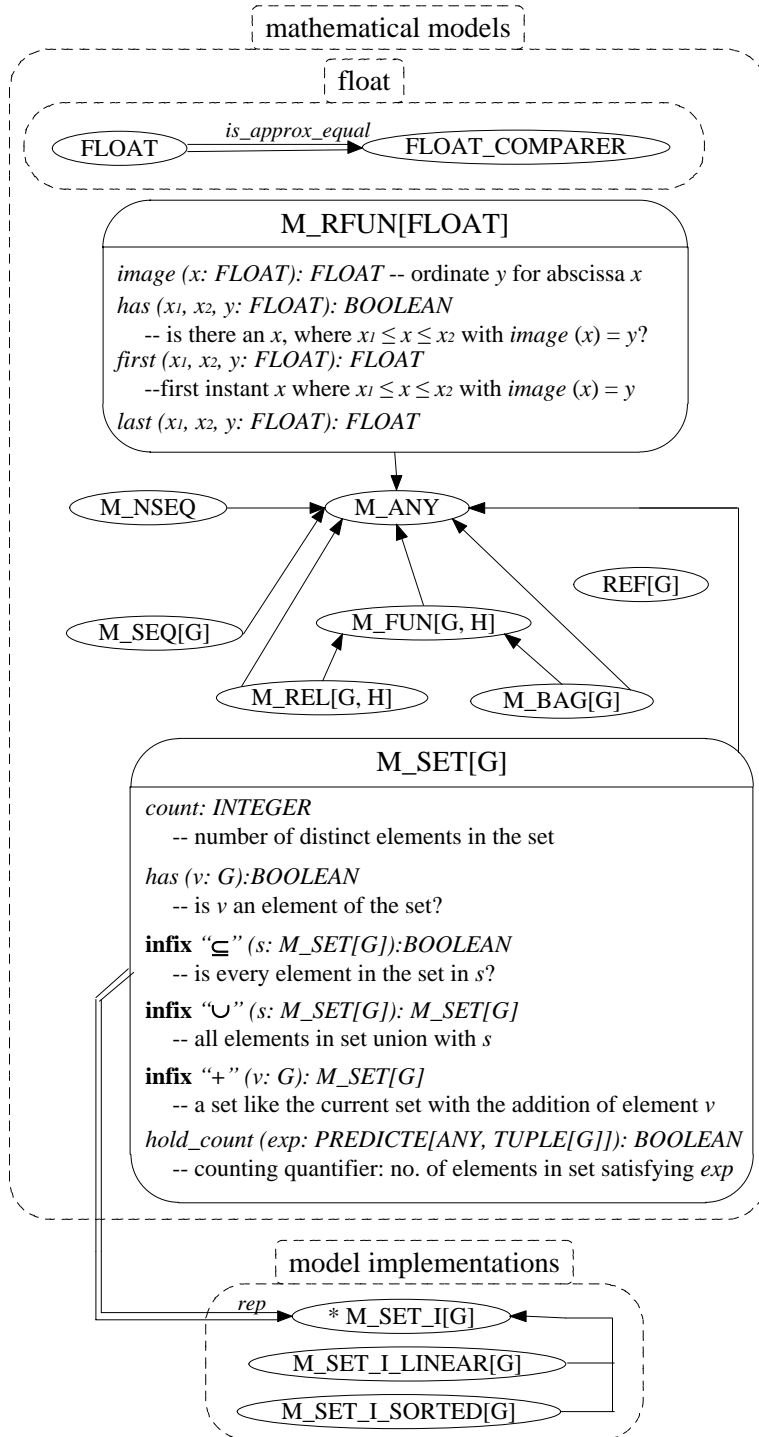 mathematical models
float
is_approx_equal
FLOAT FLOAT_COMPARER
M_RFUN[FLOAT]
image (x: FLOAT): FLOAT -- ordinate y for abscissa x
has (x1, x2, y: FLOAT): BOOLEAN
-- is there an x, where x1 ≤ x ≤ x2 with image (x) = y?
first (x1, x2, y: FLOAT): FLOAT
--first instant x where x1 ≤ x ≤ x2 with image (x) = y
last (x1, x2, y: FLOAT): FLOAT
M_NSEQ M_ANY
REF[G]
M_SEQ[G] M_FUN[G, H]
M_REL[G, H] M_BAG[G]
M_SET[G]
count: INTEGER
-- number of distinct elements in the set
has (v: G):BOOLEAN
-- is v an element of the set?
infix “⊆” (s: M_SET[G]):BOOLEAN
-- is every element in the set in s?
infix “∪” (s: M_SET[G]): M_SET[G]
-- all elements in set union with s
infix “+” (v: G): M_SET[G]
-- a set like the current set with the addition of element v
hold_count (exp: PREDICTE[ANY, TUPLE[G]]): BOOLEAN
-- counting quantifier: no. of elements in set satisfying exp
model implementations
rep * M_SET_I[G]
M_SET_I_LINEAR[G]
M_SET_I_SORTED[G]